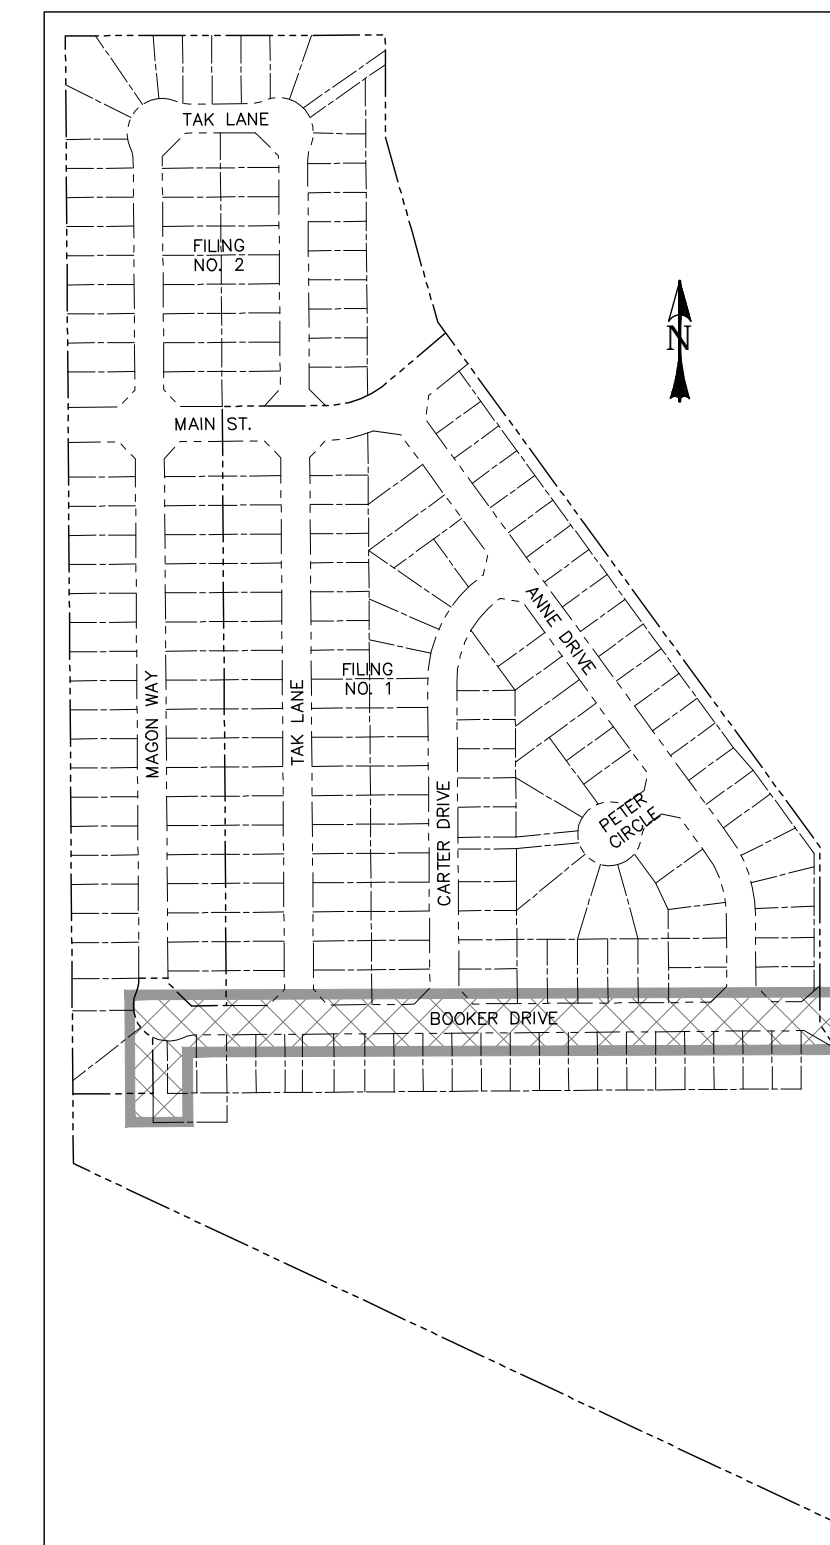 TAK LANE
FILING
NO. 2
N
MAIN ST.
ANNE DRIVE
FILING
NO. 1
MAGON WAY
TAK LANE
CARTER DRIVE
PETER
CIRCLE
BOOKER DRIVE